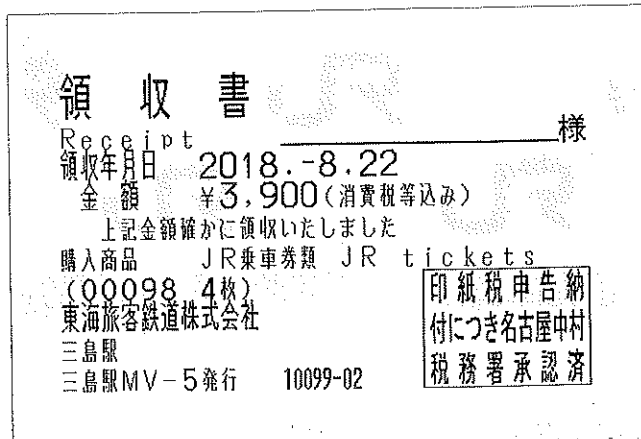 領収書
Receipt 様
領収年月日 2018.-8.22
金額 ¥3,900(消費税等込み)
上記金額確かに領収いたしました
購入商品 JR乗車券類 JR tickets
(00098 4枚)
東海旅客鉄道株式会社
三島駅
三島駅MV-5発行 10099-02
印紙税申告納
付につき名古屋中村
税務署承認済